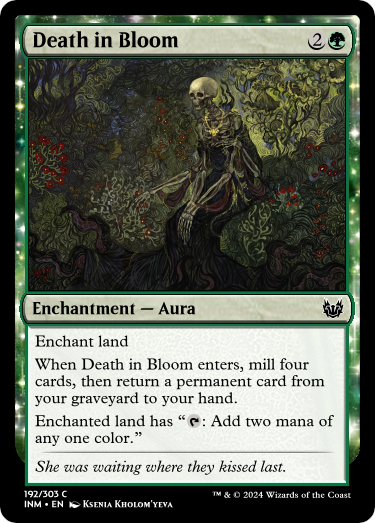 Death in Bloom 2
Enchantment — Aura
Enchant land
When Death in Bloom enters, mill four
cards, then return a permanent card from
your graveyard to your hand.
Enchanted land has “: Add two mana of
any one color.”
She was waiting where they kissed last.
192/303 C
INM • EN Ksenia Kholom'yeva
™ & © 2024 Wizards of the Coast